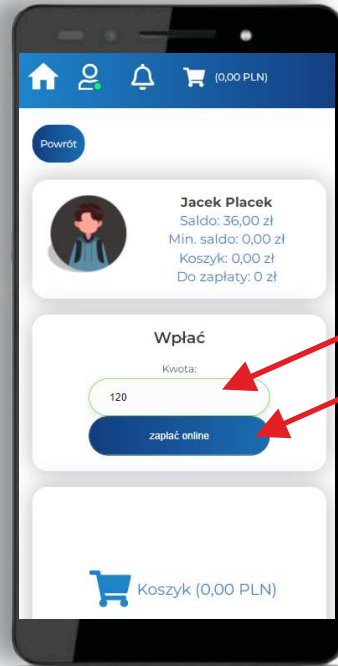 (0,00 PLN)
Powrót
Jacek Placek
Saldo: 36,00 zł
Min. saldo: 0,00 zł
Koszyk: 0,00 zł
Do zapłaty: 0 zł
Wpłać
Kwota:
120
zapłać online
Koszyk (0,00 PLN)